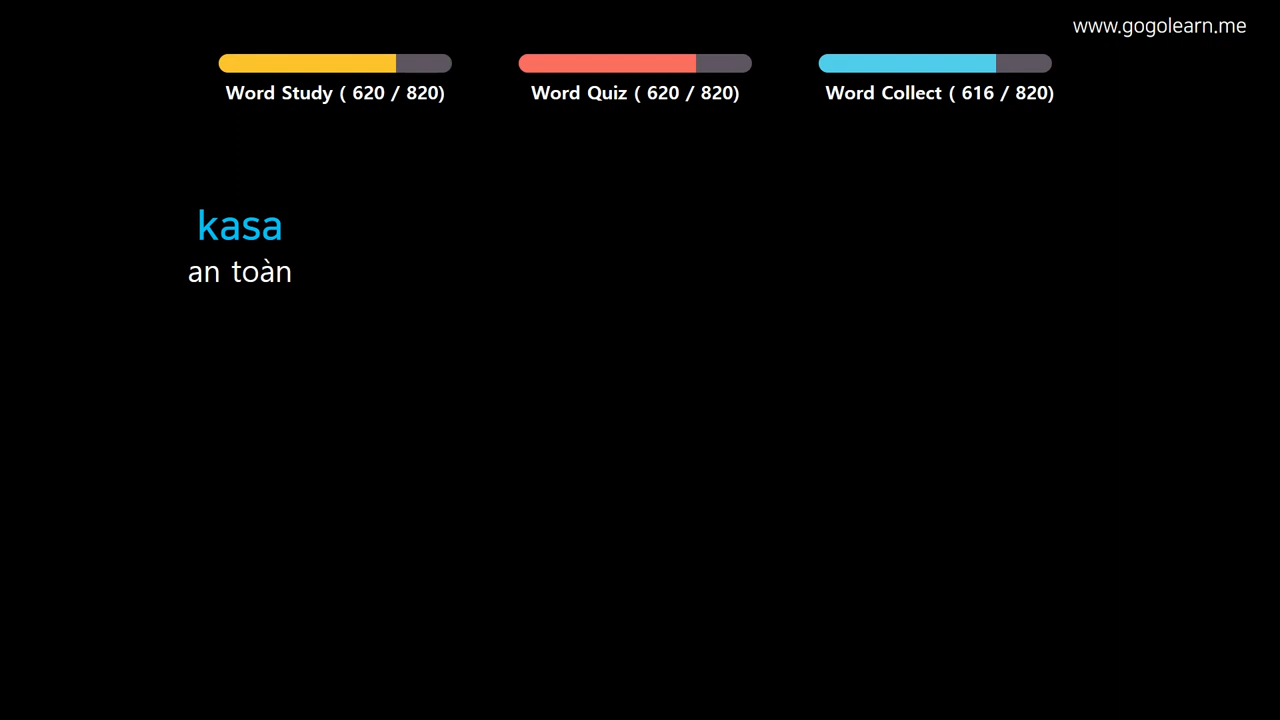 www.gogolearn.me
Word Study ( 620 / 820)
Word Quiz ( 620 / 820)
Word Collect ( 616 / 820)
kasa
an toàn